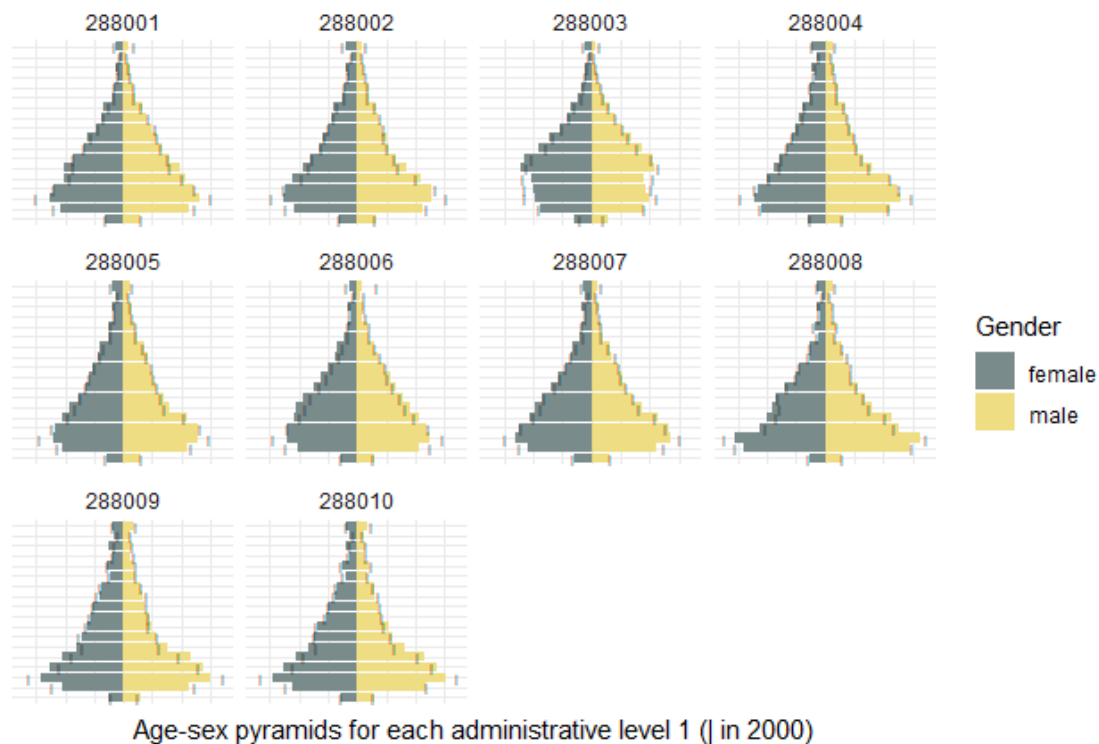 288001
288002
288003
288004
288005
288006
288007
288008
Gender
female
male
288009
288010
Age-sex pyramids for each administrative level 1 (| in 2000)